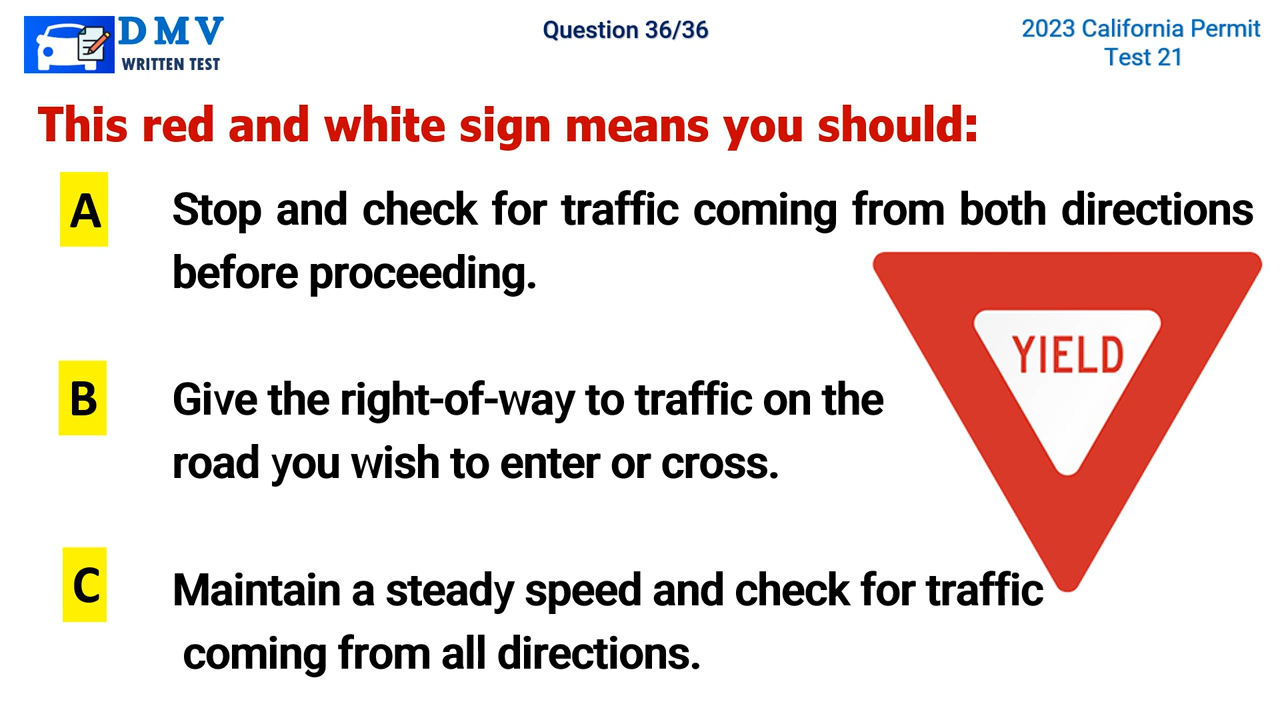 DMV
WRITTEN TEST
Question 36/36
2023 California Permit
Test 21
This red and white sign means you should:
A
Stop and check for traffic coming from both directions
before proceeding.
B
Give the right-of-way to traffic on the
road you wish to enter or cross.
YIELD
C
Maintain a steady speed and check for traffic
coming from all directions.